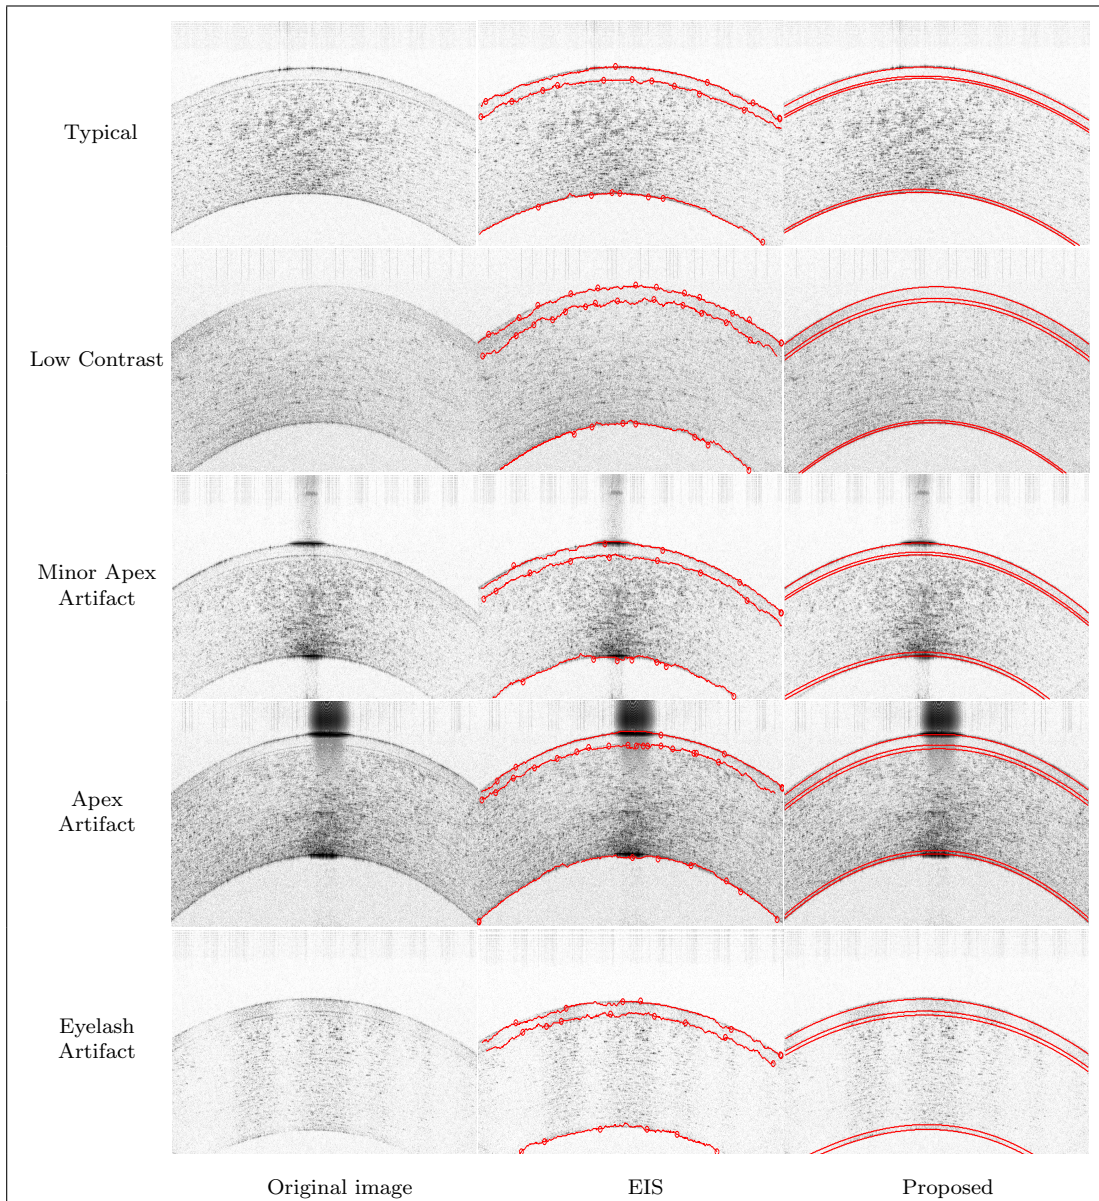 Typical
Low Contrast
Minor Apex
Artifact
Apex
Artifact
Eyelash
Artifact
Original image
EIS
Proposed